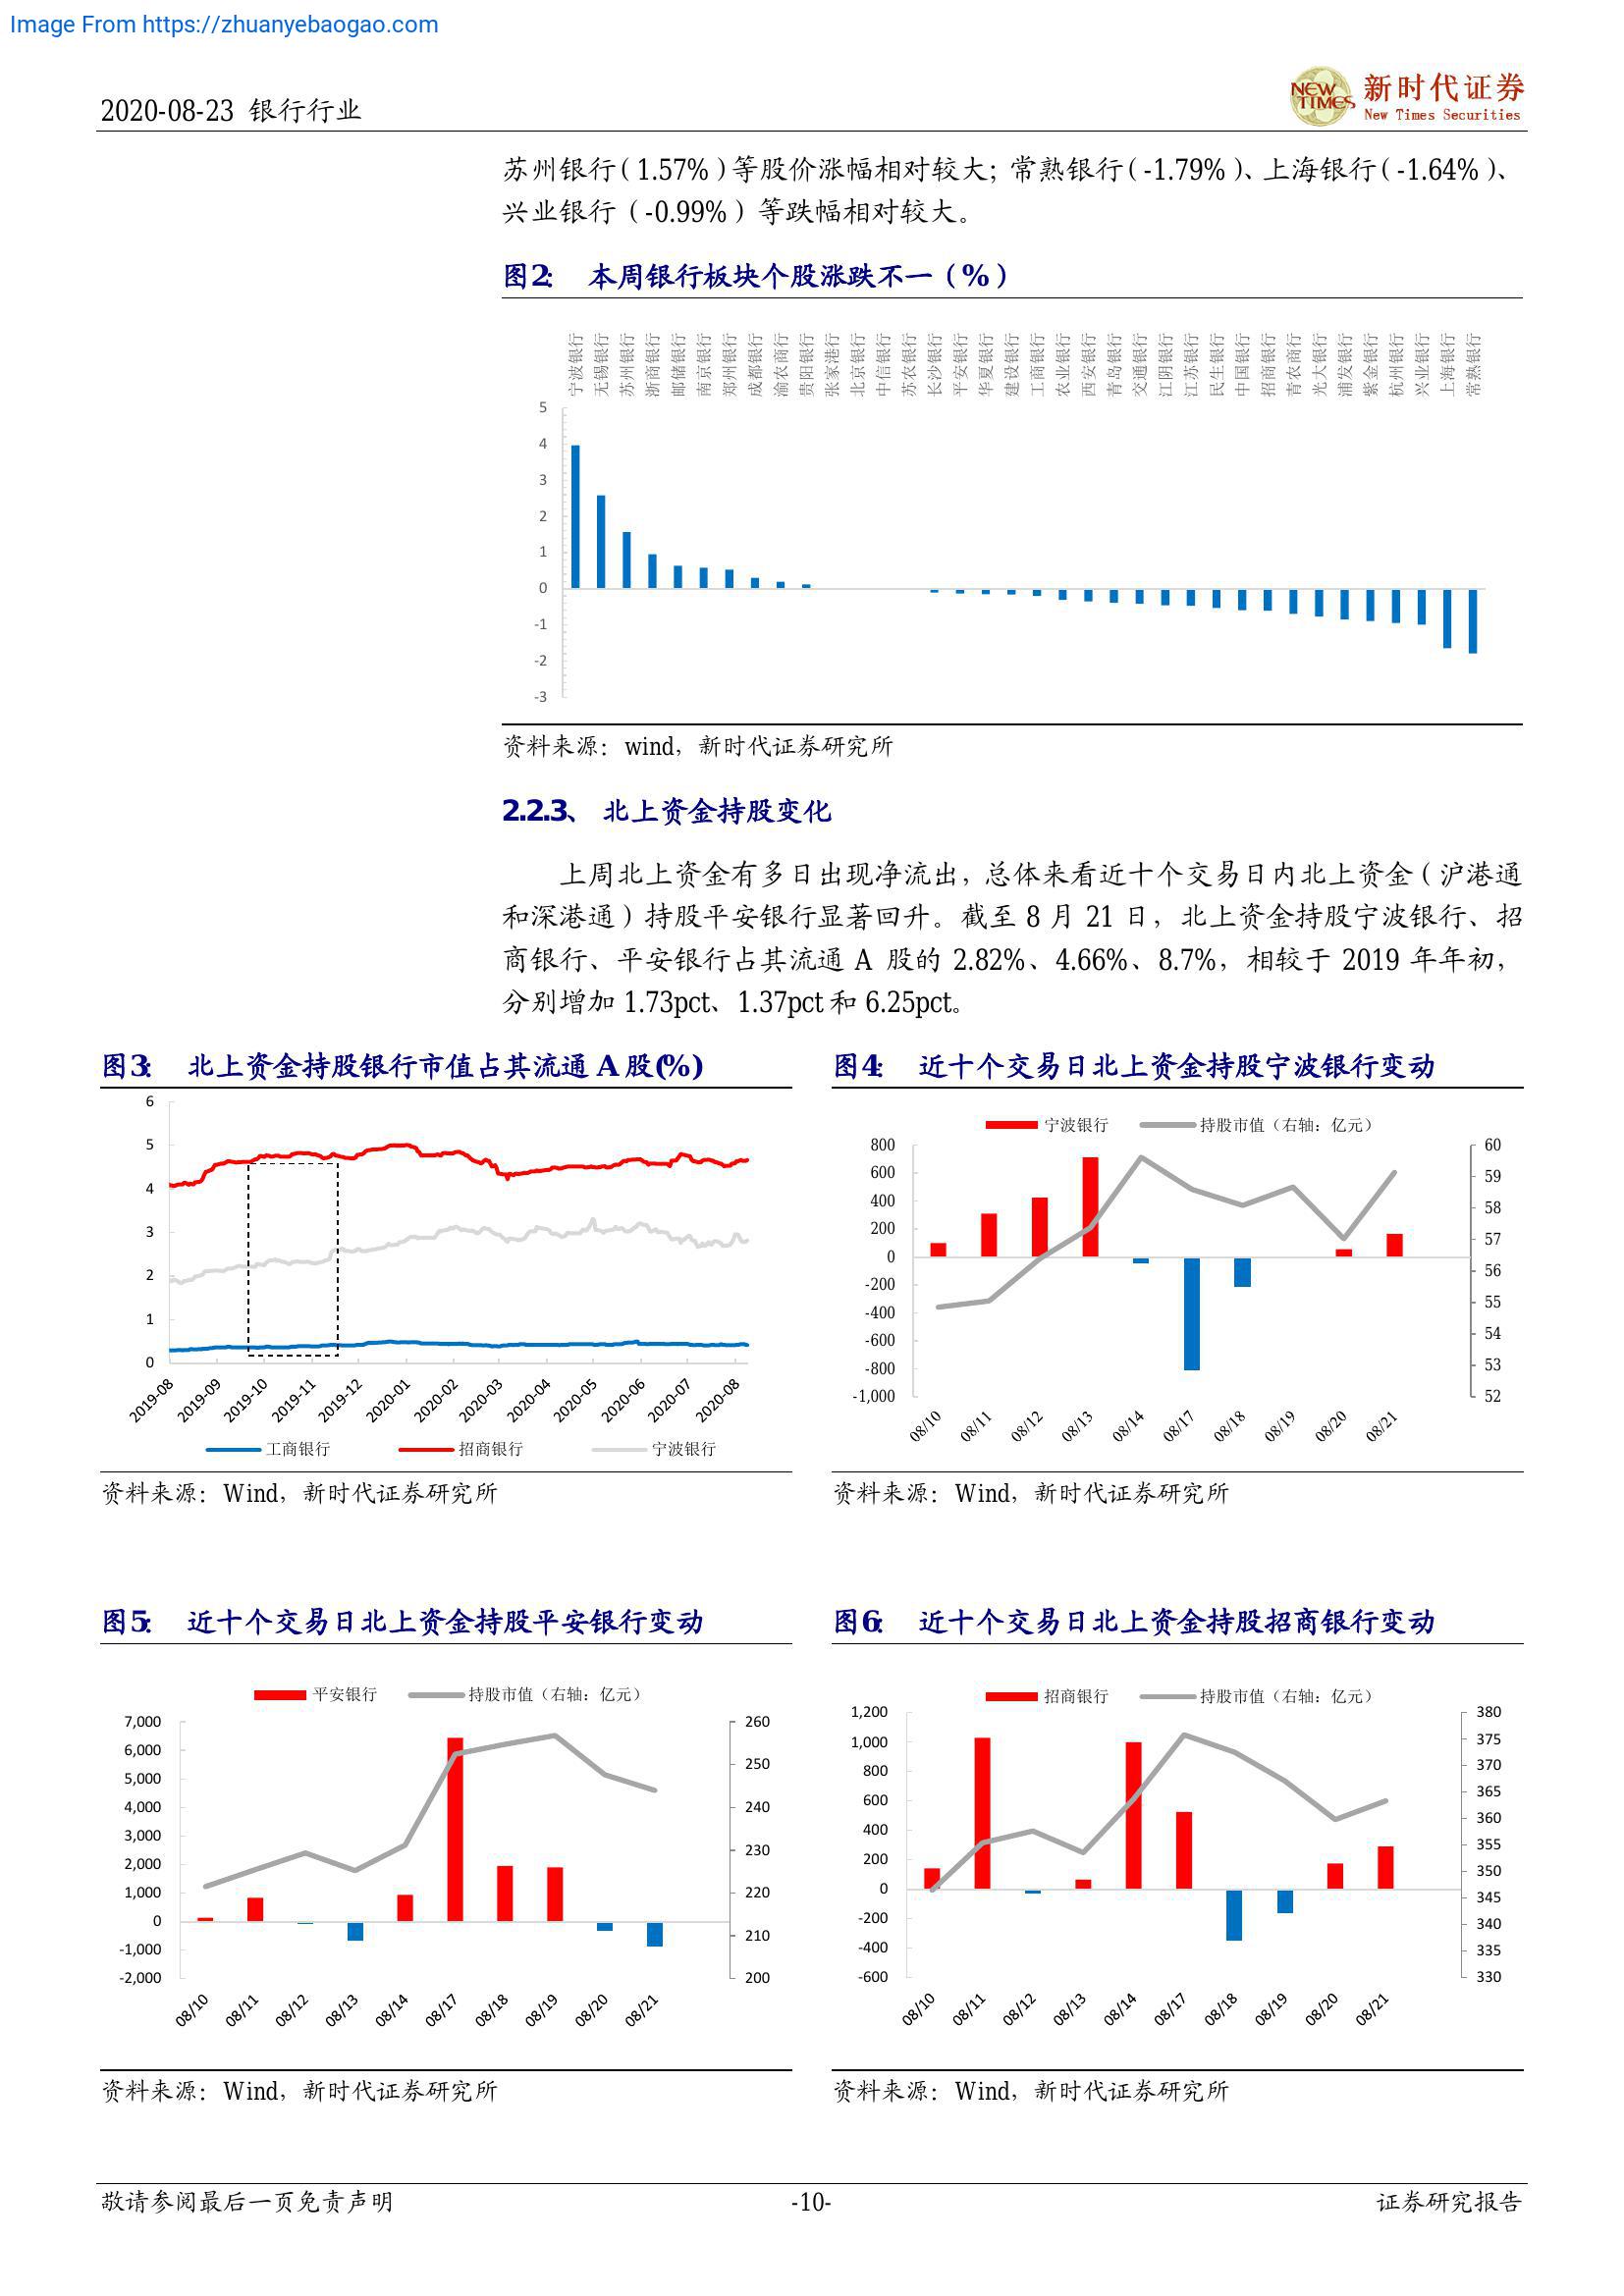 Image From https://zhuanyebaogao.com
2020-08-23 银行行业
NEW TIMES
新时代证券
New Times Securities
苏州银行（1.57%）等股价涨幅相对较大；常熟银行（-1.79%）、上海银行（-1.64%）、
兴业银行（-0.99%）等跌幅相对较大。
图2： 本周银行板块个股涨跌不一（%）
宁波银行 无锡银行 苏州银行 浙商银行 邮储银行 南京银行 郑州银行 成都银行 渝农商行 贵阳银行 张家港行 北京银行 中信银行 苏农银行 长沙银行 平安银行 华夏银行 建设银行 工商银行 农业银行 西安银行 青岛银行 交通银行 江阴银行 江苏银行 民生银行 中国银行 招商银行 青农商行 光大银行 浦发银行 紫金银行 杭州银行 兴业银行 上海银行 常熟银行
5
4
3
2
1
0
-1
-2
-3
资料来源：wind，新时代证券研究所
2.2.3、 北上资金持股变化
上周北上资金有多日出现净流出，总体来看近十个交易日内北上资金（沪港通
和深港通）持股平安银行显著回升。截至 8 月 21 日，北上资金持股宁波银行、招
商银行、平安银行占其流通 A 股的 2.82%、4.66%、8.7%，相较于 2019 年年初，
分别增加 1.73pct、1.37pct 和 6.25pct。
图3： 北上资金持股银行市值占其流通 A 股(%)
6
5
4
3
2
1
0
2019-08 2019-09 2019-10 2019-11 2019-12 2020-01 2020-02 2020-03 2020-04 2020-05 2020-06 2020-07 2020-08
工商银行 招商银行 宁波银行
资料来源：Wind，新时代证券研究所
图4： 近十个交易日北上资金持股宁波银行变动
宁波银行 持股市值（右轴：亿元）
800
600
400
200
0
-200
-400
-600
-800
-1,000
60
59
58
57
56
55
54
53
52
08/10 08/11 08/12 08/13 08/14 08/17 08/18 08/19 08/20 08/21
资料来源：Wind，新时代证券研究所
图5： 近十个交易日北上资金持股平安银行变动
平安银行 持股市值（右轴：亿元）
7,000
6,000
5,000
4,000
3,000
2,000
1,000
0
-1,000
-2,000
260
250
240
230
220
210
200
08/10 08/11 08/12 08/13 08/14 08/17 08/18 08/19 08/20 08/21
资料来源：Wind，新时代证券研究所
图6： 近十个交易日北上资金持股招商银行变动
招商银行 持股市值（右轴：亿元）
1,200
1,000
800
600
400
200
0
-200
-400
-600
380
375
370
365
360
355
350
345
340
335
330
08/10 08/11 08/12 08/13 08/14 08/17 08/18 08/19 08/20 08/21
资料来源：Wind，新时代证券研究所
敬请参阅最后一页免责声明 -10- 证券研究报告